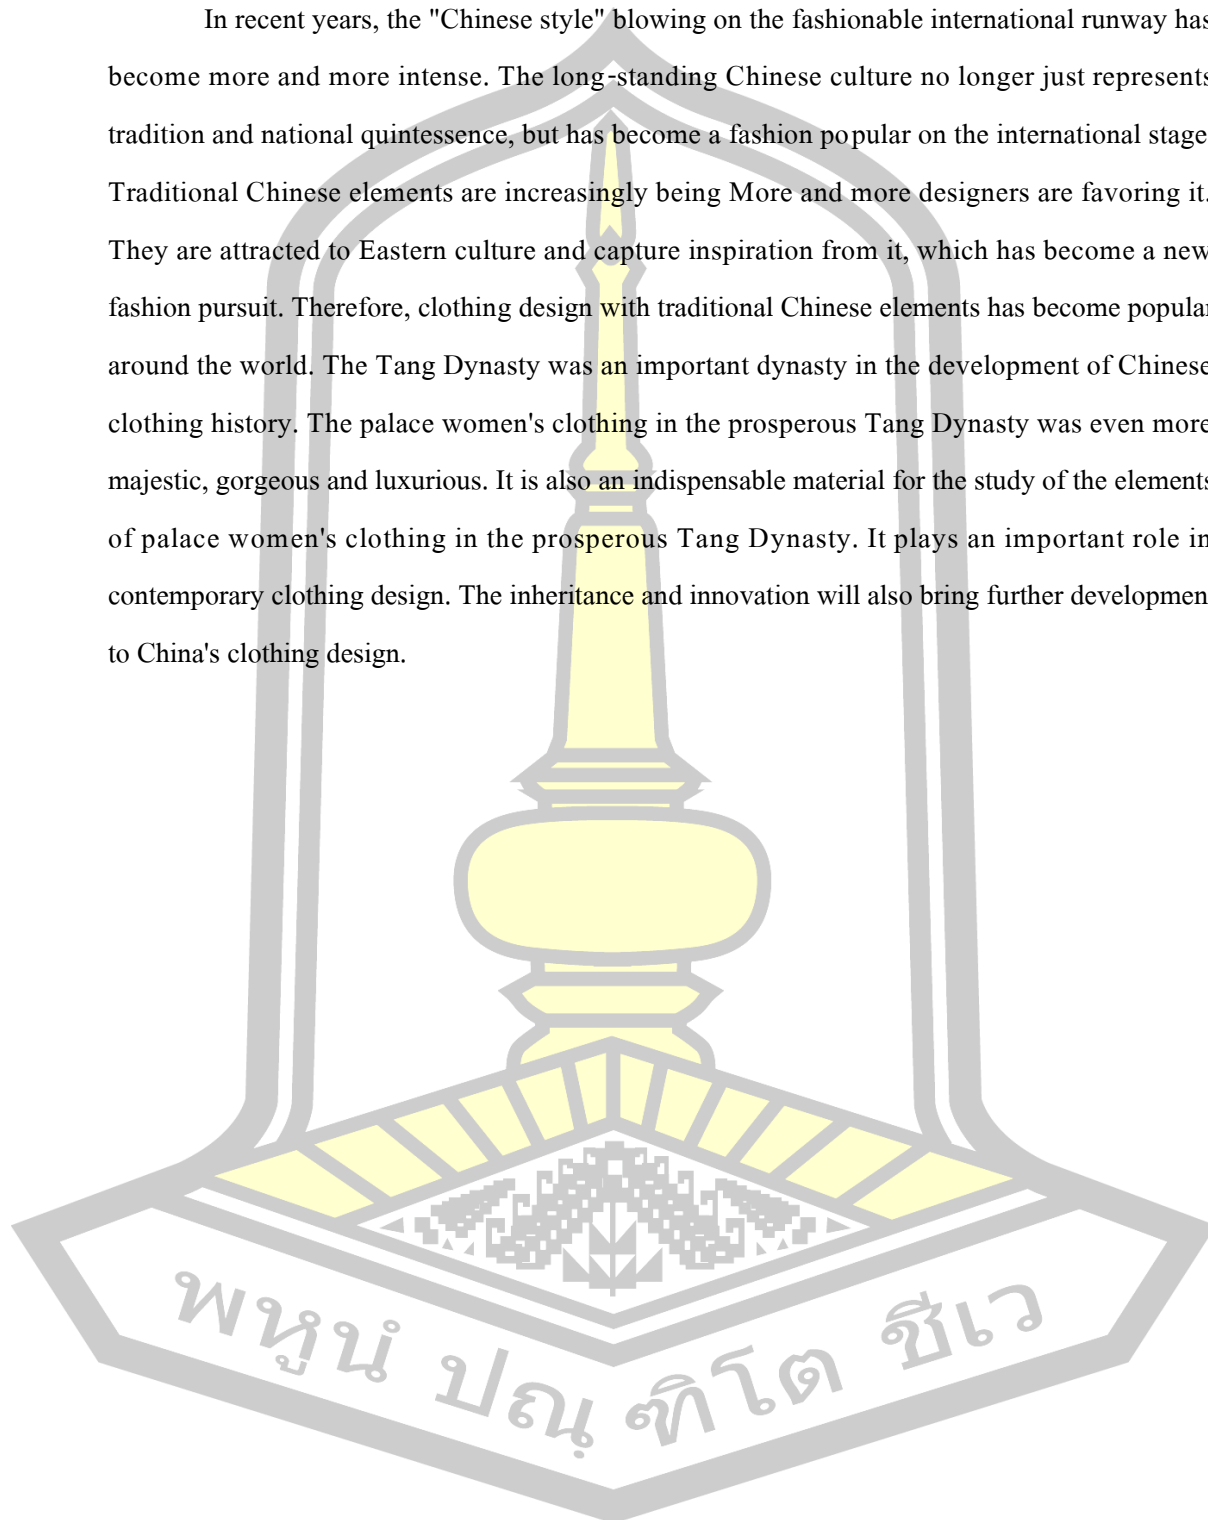 In recent years, the "Chinese style" blowing on the fashionable international runway has
become more and more intense. The long-standing Chinese culture no longer just represents
tradition and national quintessence, but has become a fashion popular on the international stage
Traditional Chinese elements are increasingly being More and more designers are favoring it.
They are attracted to Eastern culture and capture inspiration from it, which has become a new
fashion pursuit. Therefore, clothing design with traditional Chinese elements has become popular
around the world. The Tang Dynasty was an important dynasty in the development of Chinese
clothing history. The palace women's clothing in the prosperous Tang Dynasty was even more
majestic, gorgeous and luxurious. It is also an indispensable material for the study of the elements
of palace women's clothing in the prosperous Tang Dynasty. It plays an important role in
contemporary clothing design. The inheritance and innovation will also bring further developmen
to China's clothing design.
พหูนํ ปณฺฑิโต ชีเว